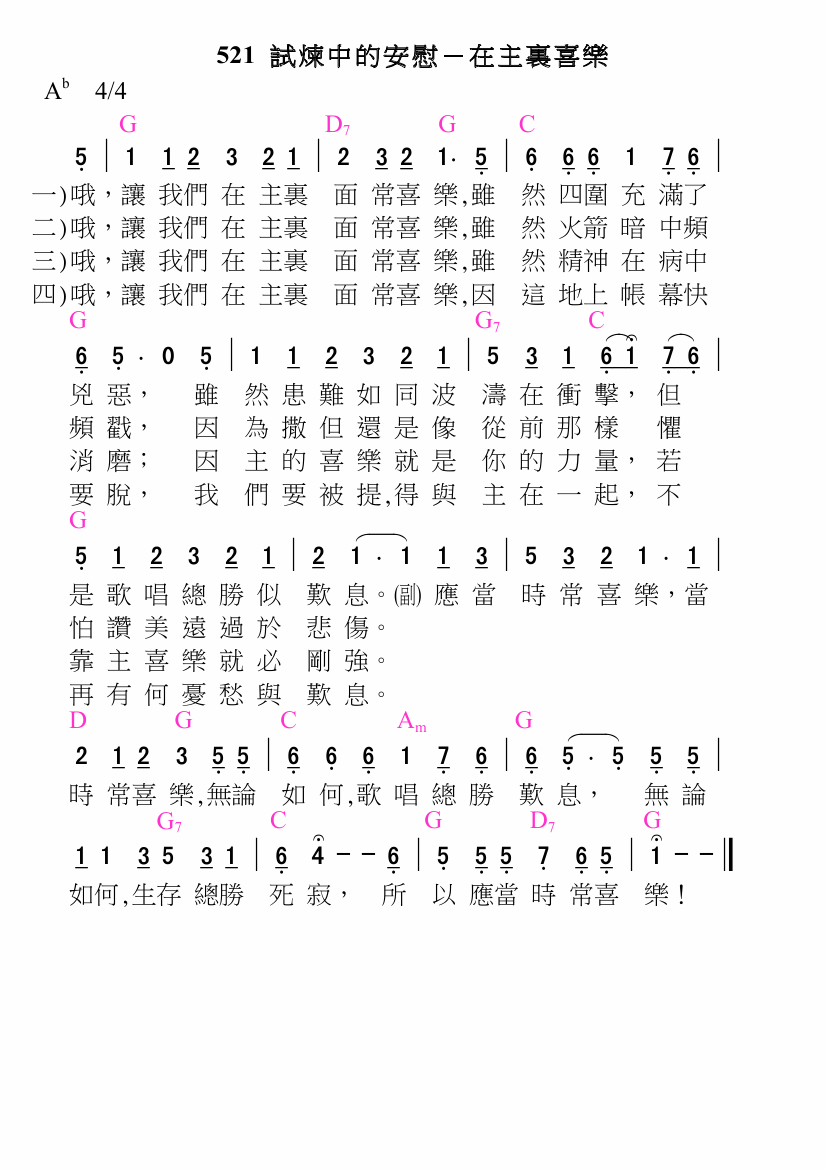 521 試煉中的安慰－在主裏喜樂
Ab 4/4
G D7 G C
5 | 1 1 2 3 2 1 | 2 3 2 1· 5 | 6 6 6 1 7 6 |
一)哦，讓 我們 在 主裏 面 常喜 樂,雖 然 四圍 充 滿了
二)哦，讓 我們 在 主裏 面 常喜 樂,雖 然 火箭 暗 中頻
三)哦，讓 我們 在 主裏 面 常喜 樂,雖 然 精神 在 病中
四)哦，讓 我們 在 主裏 面 常喜 樂,因 這 地上 帳 幕快
G G7 C
6 5 · 0 5 | 1 1 2 3 2 1 | 5 3 1 6 1 7 6 |
兇 惡， 雖 然 患 難 如 同 波 濤 在 衝 擊， 但
頻 戳， 因 為 撒 但 還 是 像 從 前 那 樣 懼
消 磨； 因 主 的 喜 樂 就 是 你 的 力 量， 若
要 脫， 我 們 要 被 提,得 與 主 在 一 起， 不
G
5 1 2 3 2 1 | 2 1 · 1 1 3 | 5 3 2 1 · 1 |
是 歌 唱 總 勝 似 歎 息。(副) 應 當 時 常 喜 樂，當
怕 讚 美 遠 過 於 悲 傷。
靠 主 喜 樂 就 必 剛 強。
再 有 何 憂 愁 與 歎 息。
D G C Am G
2 1 2 3 5 5 | 6 6 6 1 7 6 | 6 5 · 5 5 5 |
時 常喜 樂,無論 如 何,歌 唱 總 勝 歎 息， 無 論
G7 C G D7 G
1 1 3 5 3 1 | 6 4 － － 6 | 5 5 5 7 6 5 | 1 － － ‖
如何,生存 總勝 死 寂， 所 以 應當 時 常喜 樂！